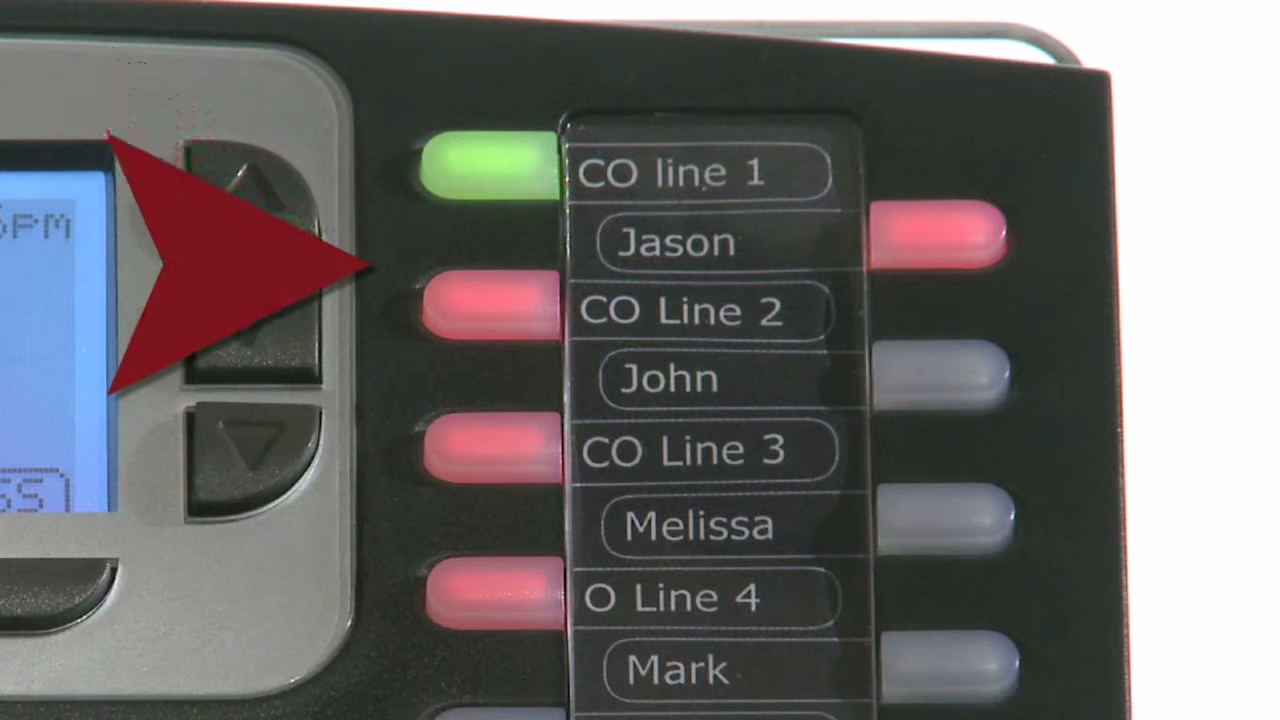 CO line 1
Jason
CO Line 2
John
CO Line 3
Melissa
O Line 4
Mark